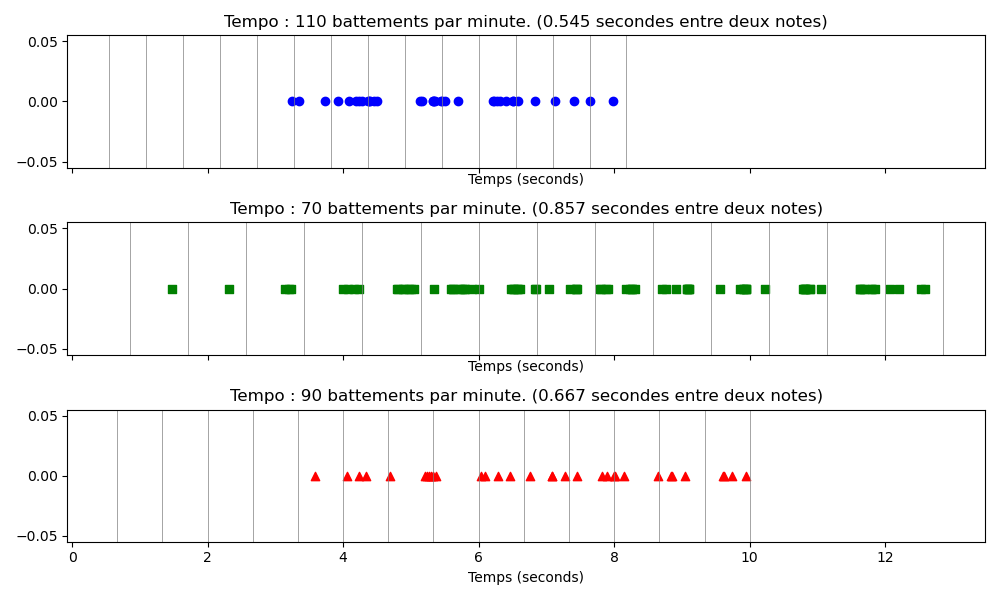 Tempo : 110 battements par minute. (0.545 secondes entre deux notes)
0.05
0.00
−0.05
Temps (seconds)
Tempo : 70 battements par minute. (0.857 secondes entre deux notes)
0.05
0.00
−0.05
Temps (seconds)
Tempo : 90 battements par minute. (0.667 secondes entre deux notes)
0.05
0.00
−0.05
0 2 4 6 8 10 12
Temps (seconds)